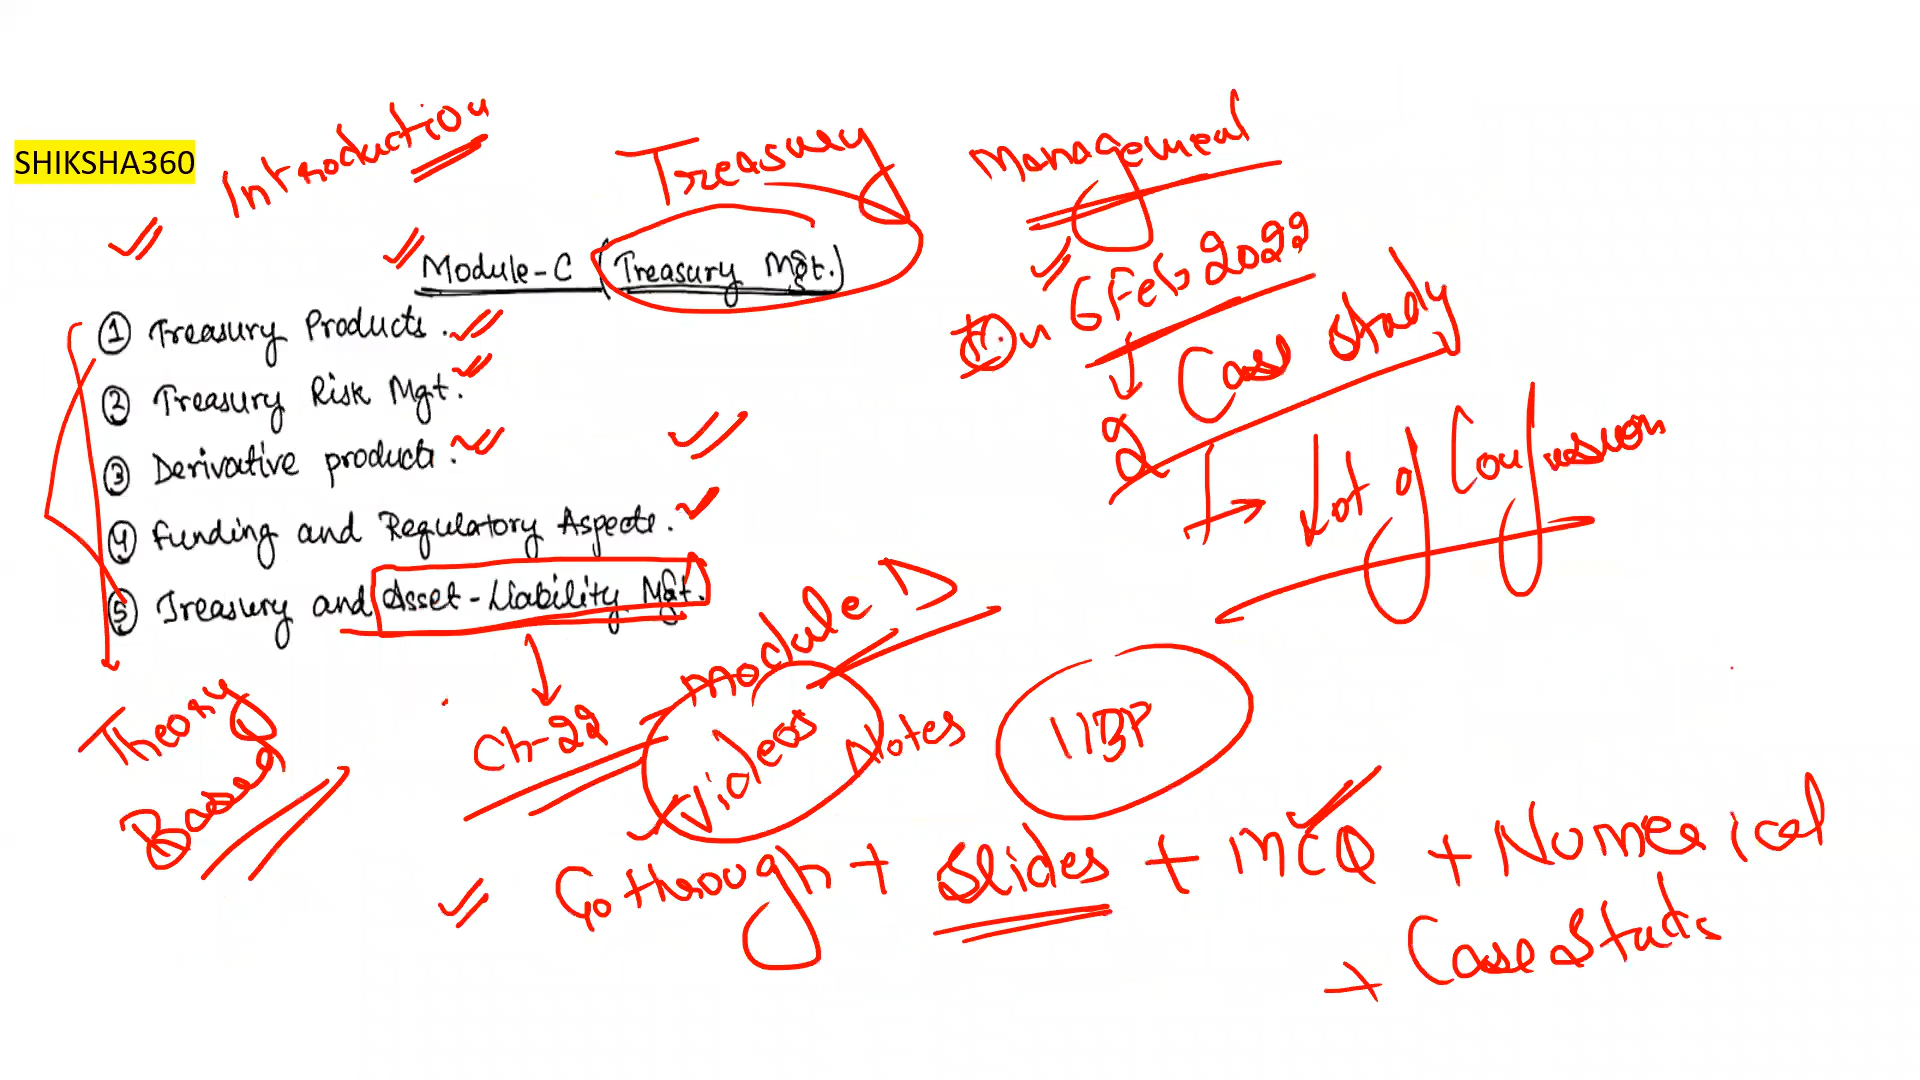 SHIKSHA360
Introduction
Treasury Management
Module-C (Treasury Mgt.)
① Treasury Products.
② Treasury Risk Mgt.
③ Derivative products.
④ Funding and Regulatory Aspects.
⑤ Treasury and Asset-Liability Mgt.
On 6 Feb 2022
2 Case study
I → Lot of Confusion
Theory
Based
Ch-22
Module D
Videos
Notes
IIBF
Go through + Slides + MCQ + Numerical
+ Case Study